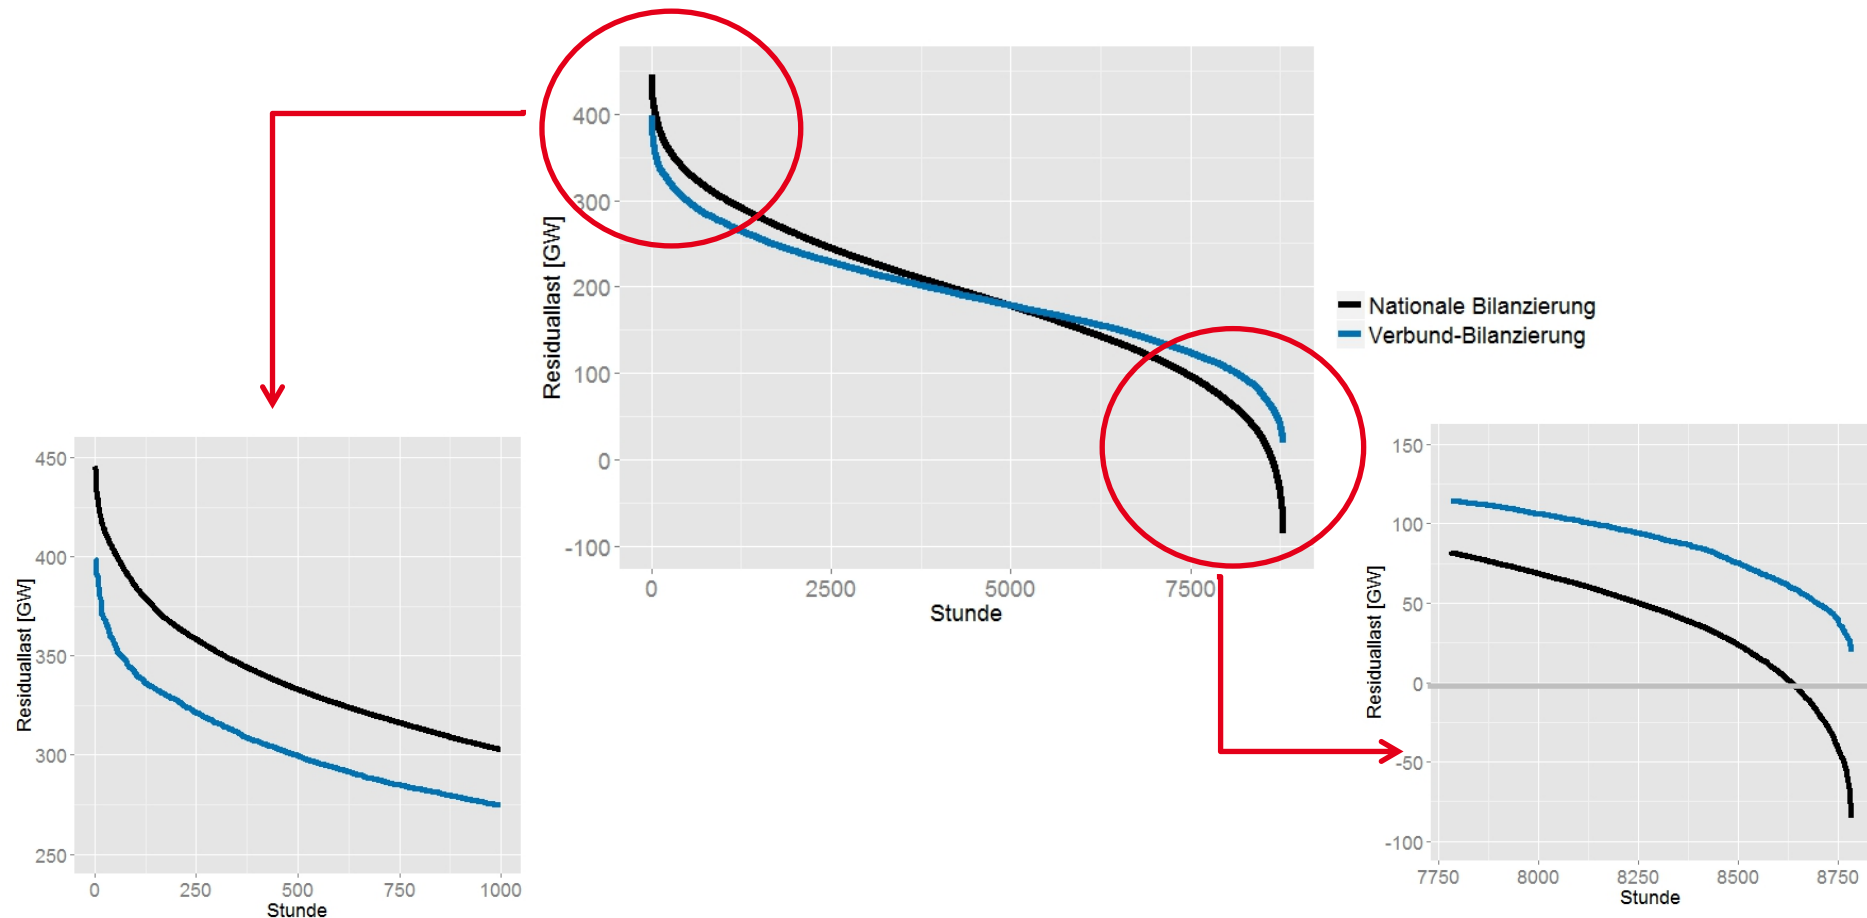 400
300
200
100
0
-100
Residuallast [GW]
0 2500 5000 7500
Stunde
Nationale Bilanzierung
Verbund-Bilanzierung
450
400
350
300
250
Residuallast [GW]
0 250 500 750 1000
Stunde
150
100
50
0
-50
-100
Residuallast [GW]
7750 8000 8250 8500 8750
Stunde